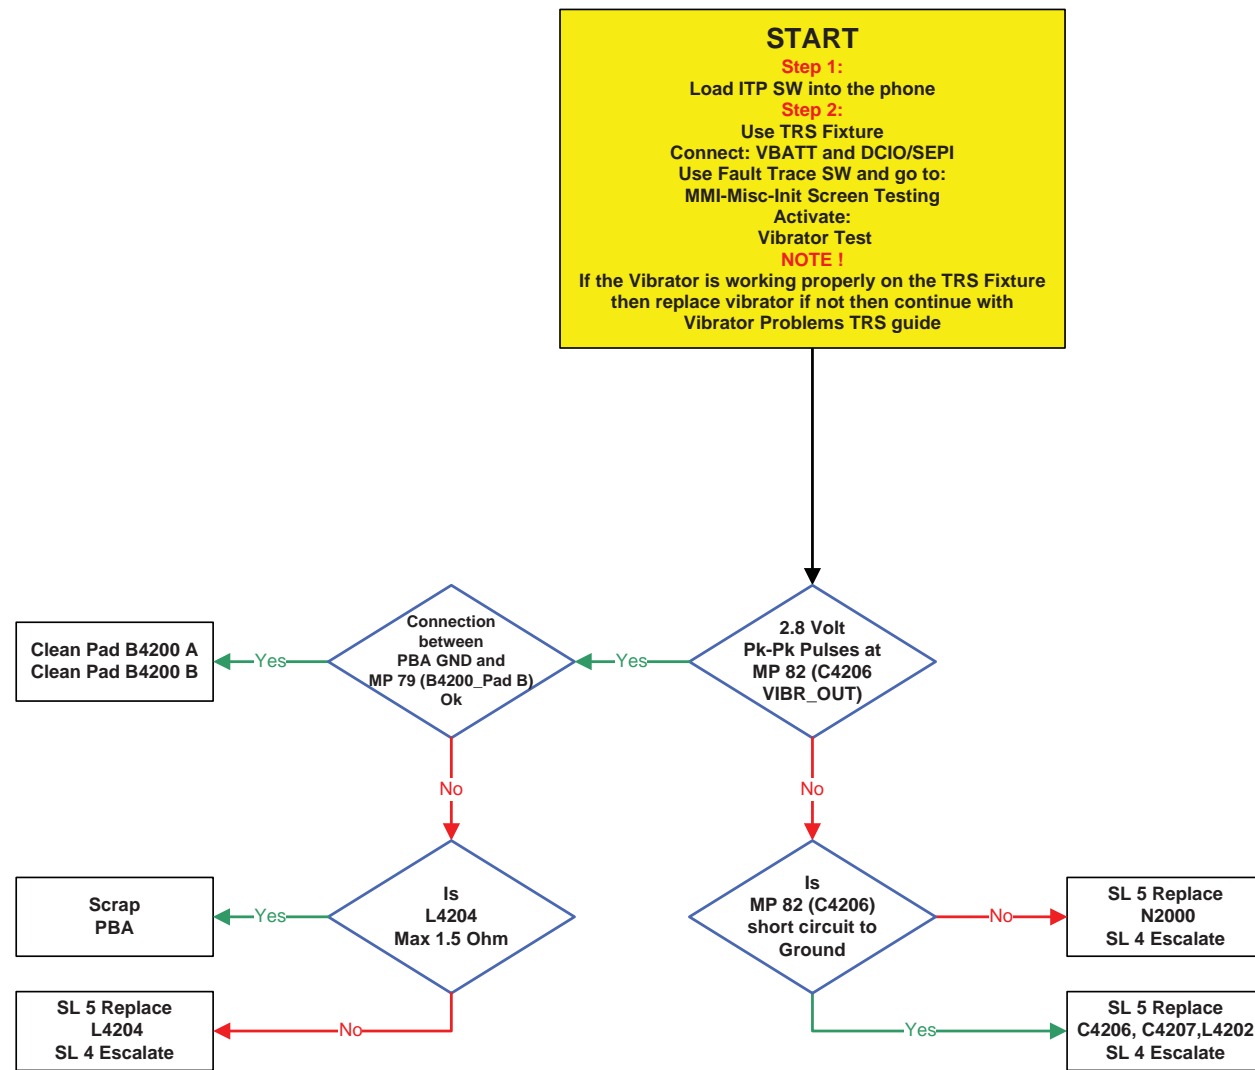 START
Step 1:
Load ITP SW into the phone
Step 2:
Use TRS Fixture
Connect: VBATT and DCIO/SEPI
Use Fault Trace SW and go to:
MMI-Misc-Init Screen Testing
Activate:
Vibrator Test
NOTE !
If the Vibrator is working properly on the TRS Fixture
then replace vibrator if not then continue with
Vibrator Problems TRS guide
Clean Pad B4200 A
Clean Pad B4200 B
Yes
Connection
between
PBA GND and
MP 79 (B4200_Pad B)
Ok
Yes
2.8 Volt
Pk-Pk Pulses at
MP 82 (C4206
VIBR_OUT)
No
No
Scrap
PBA
Yes
Is
L4204
Max 1.5 Ohm
Is
MP 82 (C4206)
short circuit to
Ground
No
SL 5 Replace
N2000
SL 4 Escalate
SL 5 Replace
L4204
SL 4 Escalate
No
Yes
SL 5 Replace
C4206, C4207,L4202
SL 4 Escalate